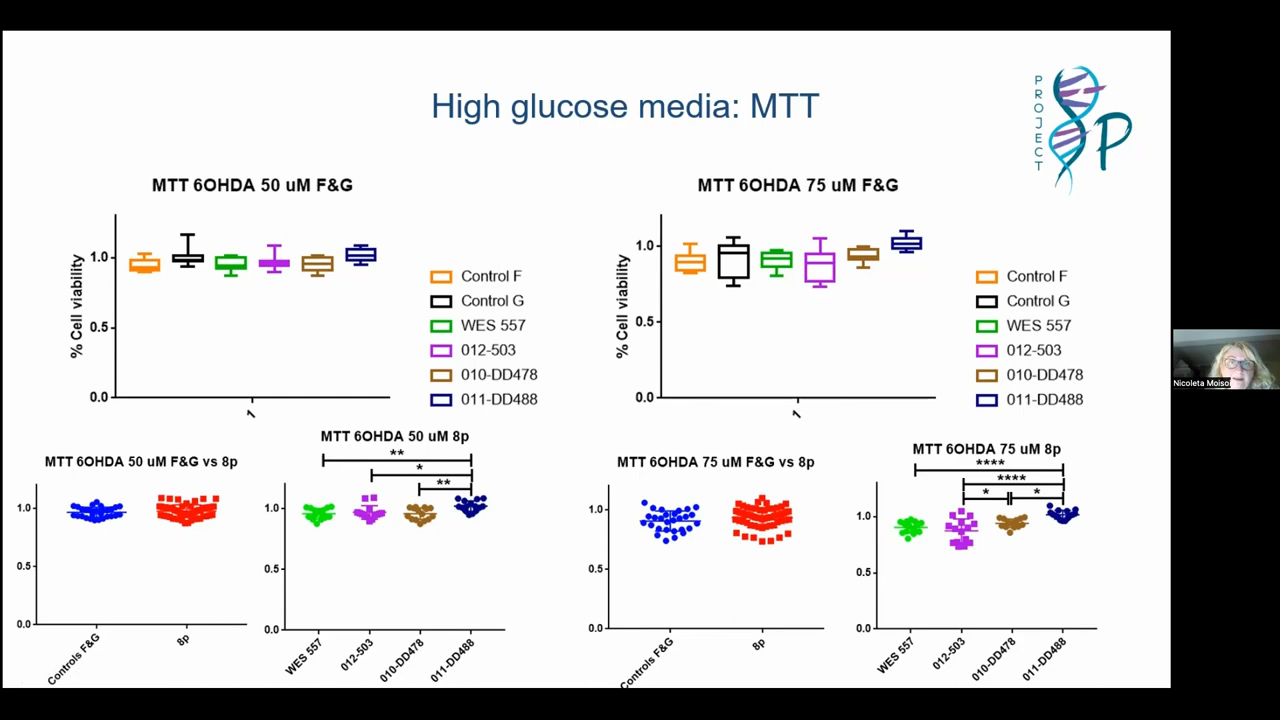 High glucose media: MTT
PROJECT
8P
MTT 6OHDA 50 uM F&G
% Cell viability
1.0
0.5
0.0
1
Control F
Control G
WES 557
012-503
010-DD478
011-DD488
MTT 6OHDA 75 uM F&G
% Cell viability
1.0
0.5
0.0
1
Control F
Control G
WES 557
012-503
010-DD478
011-DD488
MTT 6OHDA 50 uM F&G vs 8p
1.0
0.5
0.0
Controls F&G
8p
MTT 6OHDA 50 uM 8p
**
*
**
1.0
0.5
0.0
WES 557
012-503
010-DD478
011-DD488
MTT 6OHDA 75 uM F&G vs 8p
1.0
0.5
0.0
Controls F&G
8p
MTT 6OHDA 75 uM 8p
****
****
* *
1.0
0.5
0.0
WES 557
012-503
010-DD478
011-DD488
Nicoleta Moisoi